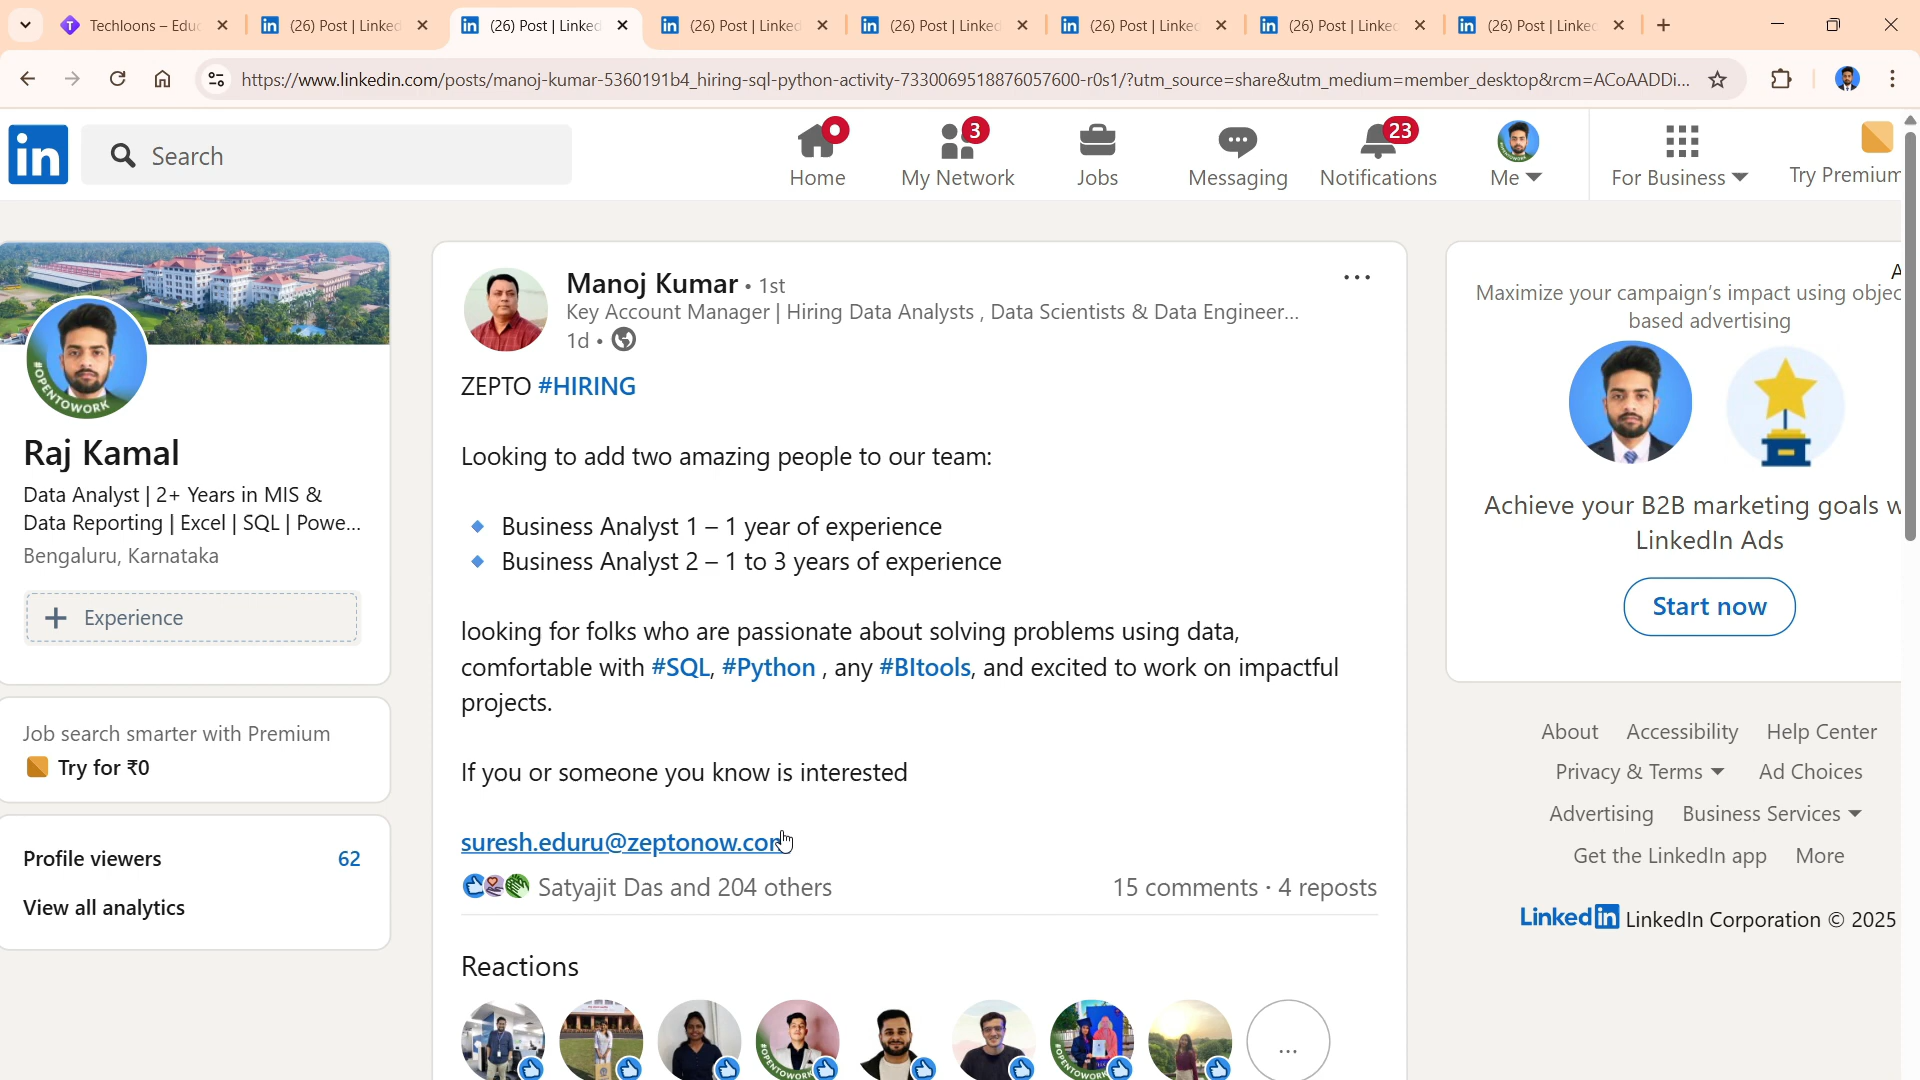 Techloons – Educ
(26) Post | Linked
(26) Post | Linked
(26) Post | Linked
(26) Post | Linked
(26) Post | Linked
(26) Post | Linked
(26) Post | Linked
https://www.linkedin.com/posts/manoj-kumar-5360191b4_hiring-sql-python-activity-7330069518876057600-r0s1/?utm_source=share&utm_medium=member_desktop&rcm=ACoAADDi...
in
Search
Home
3
My Network
Jobs
Messaging
23
Notifications
Me
For Business
Try Premium
#OPENTOWORK
Raj Kamal
Data Analyst | 2+ Years in MIS &
Data Reporting | Excel | SQL | Powe...
Bengaluru, Karnataka
+ Experience
Job search smarter with Premium
Try for ₹0
Profile viewers 62
View all analytics
Manoj Kumar • 1st
Key Account Manager | Hiring Data Analysts , Data Scientists & Data Engineer...
1d •
ZEPTO #HIRING
Looking to add two amazing people to our team:
🔹 Business Analyst 1 – 1 year of experience
🔹 Business Analyst 2 – 1 to 3 years of experience
looking for folks who are passionate about solving problems using data,
comfortable with #SQL, #Python , any #BItools, and excited to work on impactful
projects.
If you or someone you know is interested
suresh.eduru@zeptonow.com
Satyajit Das and 204 others
15 comments · 4 reposts
Reactions
...
A
Maximize your campaign's impact using objec
based advertising
Achieve your B2B marketing goals w
LinkedIn Ads
Start now
About Accessibility Help Center
Privacy & Terms Ad Choices
Advertising Business Services
Get the LinkedIn app More
Linked in LinkedIn Corporation © 2025